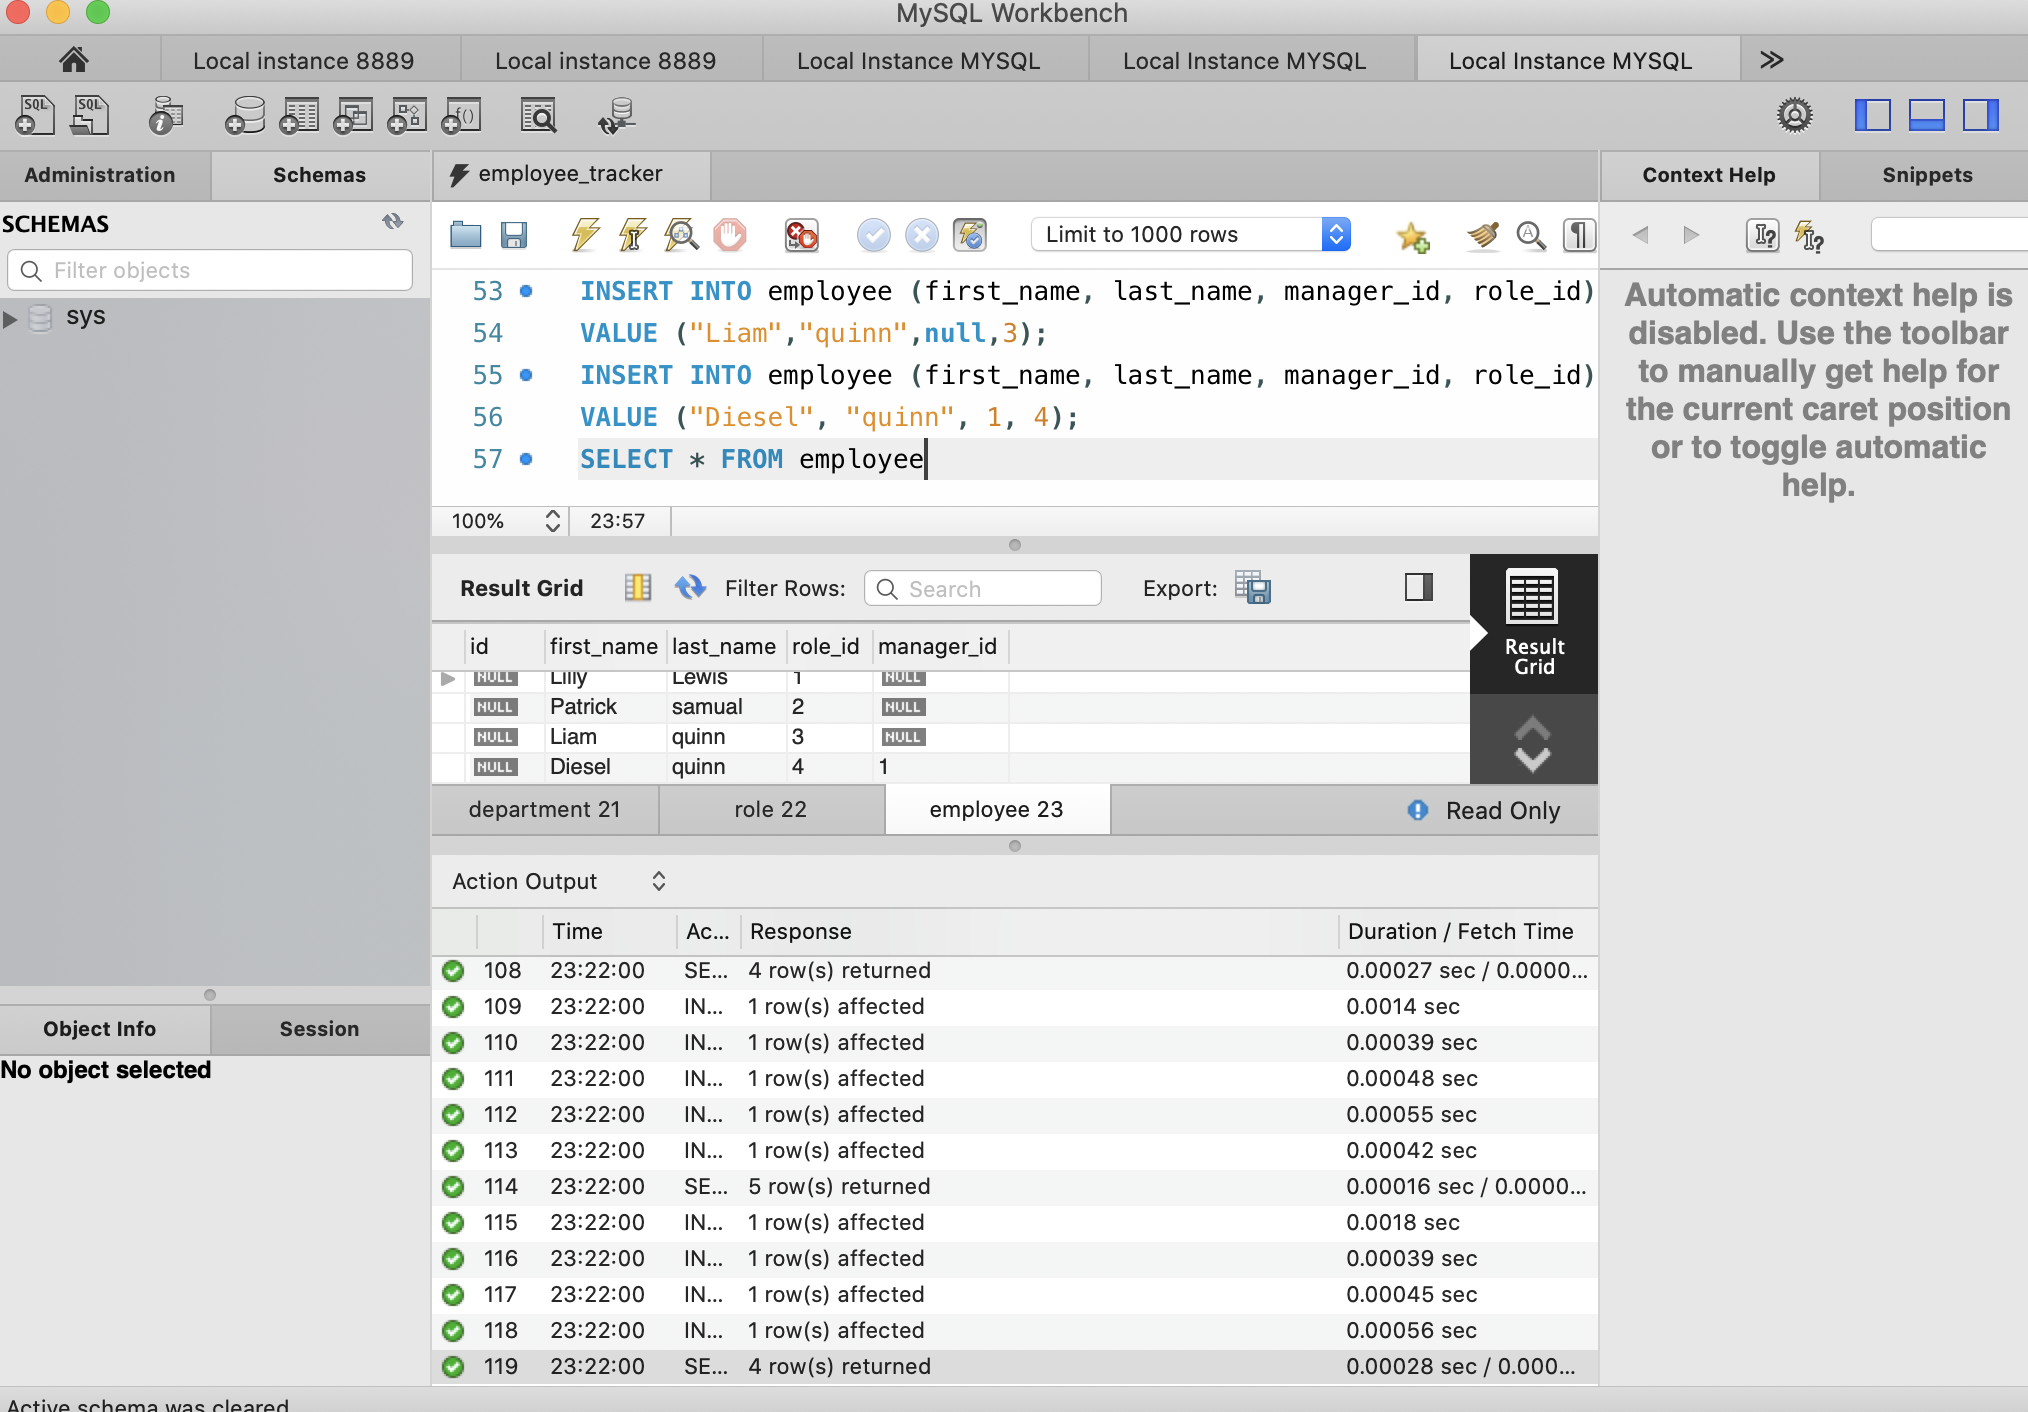 MySQL Workbench
Local instance 8889
Local instance 8889
Local Instance MYSQL
Local Instance MYSQL
Local Instance MYSQL
Administration
Schemas
employee_tracker
Context Help
Snippets
SCHEMAS
Filter objects
sys
Limit to 1000 rows
53 INSERT INTO employee (first_name, last_name, manager_id, role_id)
54 VALUE ("Liam","quinn",null,3);
55 INSERT INTO employee (first_name, last_name, manager_id, role_id)
56 VALUE ("Diesel", "quinn", 1, 4);
57 SELECT * FROM employee
100% 23:57
Automatic context help is
disabled. Use the toolbar
to manually get help for
the current caret position
or to toggle automatic
help.
Result Grid Filter Rows: Search Export:
id first_name last_name role_id manager_id
NULL Lilly Lewis 1 NULL
NULL Patrick samual 2 NULL
NULL Liam quinn 3 NULL
NULL Diesel quinn 4 1
Result
Grid
department 21 role 22 employee 23 Read Only
Action Output
Time Ac... Response Duration / Fetch Time
108 23:22:00 SE... 4 row(s) returned 0.00027 sec / 0.0000...
109 23:22:00 IN... 1 row(s) affected 0.0014 sec
110 23:22:00 IN... 1 row(s) affected 0.00039 sec
111 23:22:00 IN... 1 row(s) affected 0.00048 sec
112 23:22:00 IN... 1 row(s) affected 0.00055 sec
113 23:22:00 IN... 1 row(s) affected 0.00042 sec
114 23:22:00 SE... 5 row(s) returned 0.00016 sec / 0.0000...
115 23:22:00 IN... 1 row(s) affected 0.0018 sec
116 23:22:00 IN... 1 row(s) affected 0.00039 sec
117 23:22:00 IN... 1 row(s) affected 0.00045 sec
118 23:22:00 IN... 1 row(s) affected 0.00056 sec
119 23:22:00 SE... 4 row(s) returned 0.00028 sec / 0.000...
Object Info
Session
No object selected
Active schema was cleared